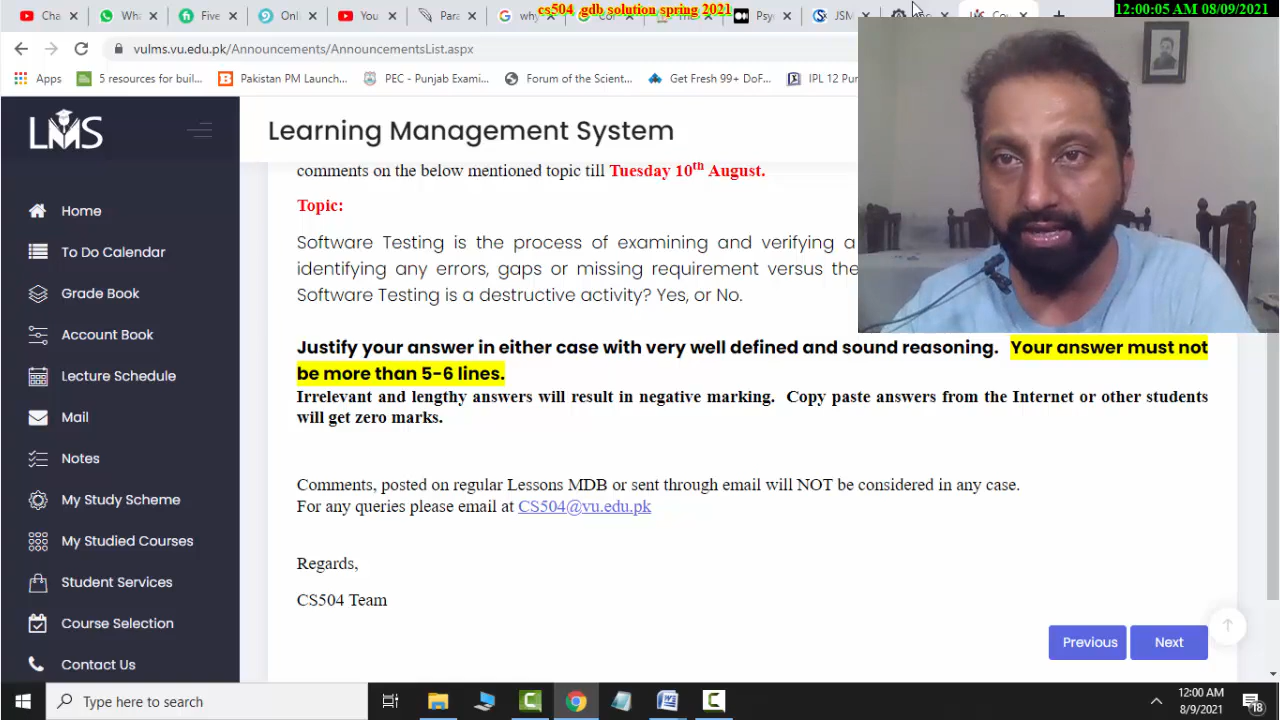 cs504 gdb solution spring 2021
12:00:05 AM 08/09/2021
Cha
Wha
Five
Onli
You
Para
why
Psy
JSM
Co
vulms.vu.edu.pk/Announcements/AnnouncementsList.aspx
Apps
5 resources for buil...
Pakistan PM Launch...
PEC - Punjab Exami...
Forum of the Scient...
Get Fresh 99+ DoF...
IPL 12 Pur
LMS
Learning Management System
comments on the below mentioned topic till Tuesday 10th August.
Topic:
Software Testing is the process of examining and verifying a
identifying any errors, gaps or missing requirement versus the
Software Testing is a destructive activity? Yes, or No.
Justify your answer in either case with very well defined and sound reasoning. Your answer must not
be more than 5-6 lines.
Irrelevant and lengthy answers will result in negative marking. Copy paste answers from the Internet or other students
will get zero marks.
Comments, posted on regular Lessons MDB or sent through email will NOT be considered in any case.
For any queries please email at CS504@vu.edu.pk
Regards,
CS504 Team
Previous
Next
Home
To Do Calendar
Grade Book
Account Book
Lecture Schedule
Mail
Notes
My Study Scheme
My Studied Courses
Student Services
Course Selection
Contact Us
Type here to search
12:00 AM
8/9/2021
18